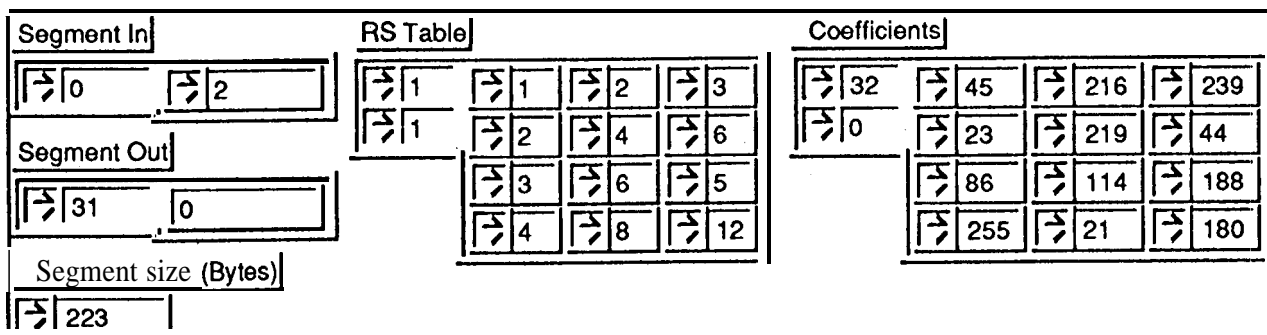 Segment In
0 2
Segment Out
31 0
Segment size (Bytes)
223
RS Table
1 1 2 3
1 2 4 6
3 6 5
4 8 12
Coefficients
32 45 216 239
0 23 219 44
86 114 188
255 21 180